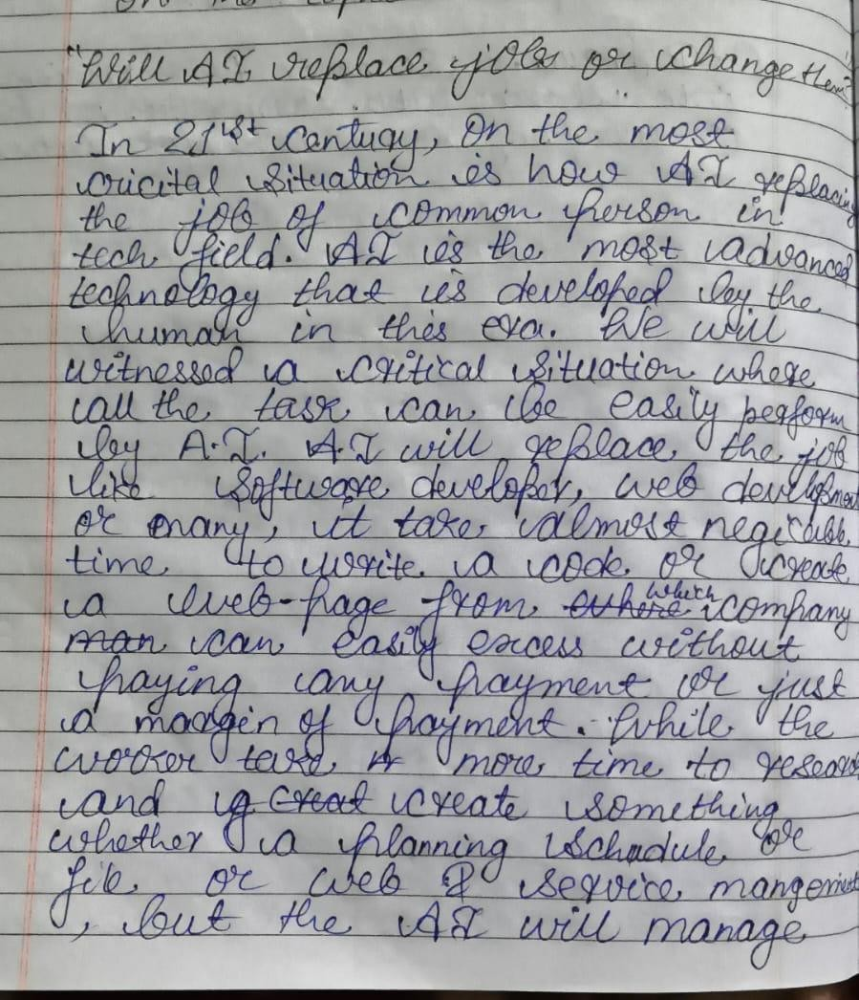 "Will AI replace jobs or change them?"
In 21st centuay, On the most
cricital situation is how AI replacing
the job of common person in
tech field. AI is the most advanced
technology that is developed by the
human in this era. We will
witnessed a critical situation where
all the task can be easily perform
by A.I. AI will replace the job
like software developer, web develpment
or many, it take almost
time to write a code or create
a web-page from which company
man can easily excess without
paying any payment or just
a maargin of payment. While the
worker take more time to research
and create something
whether a planning schadule or
file or web & service mangement
, but the AI will manage